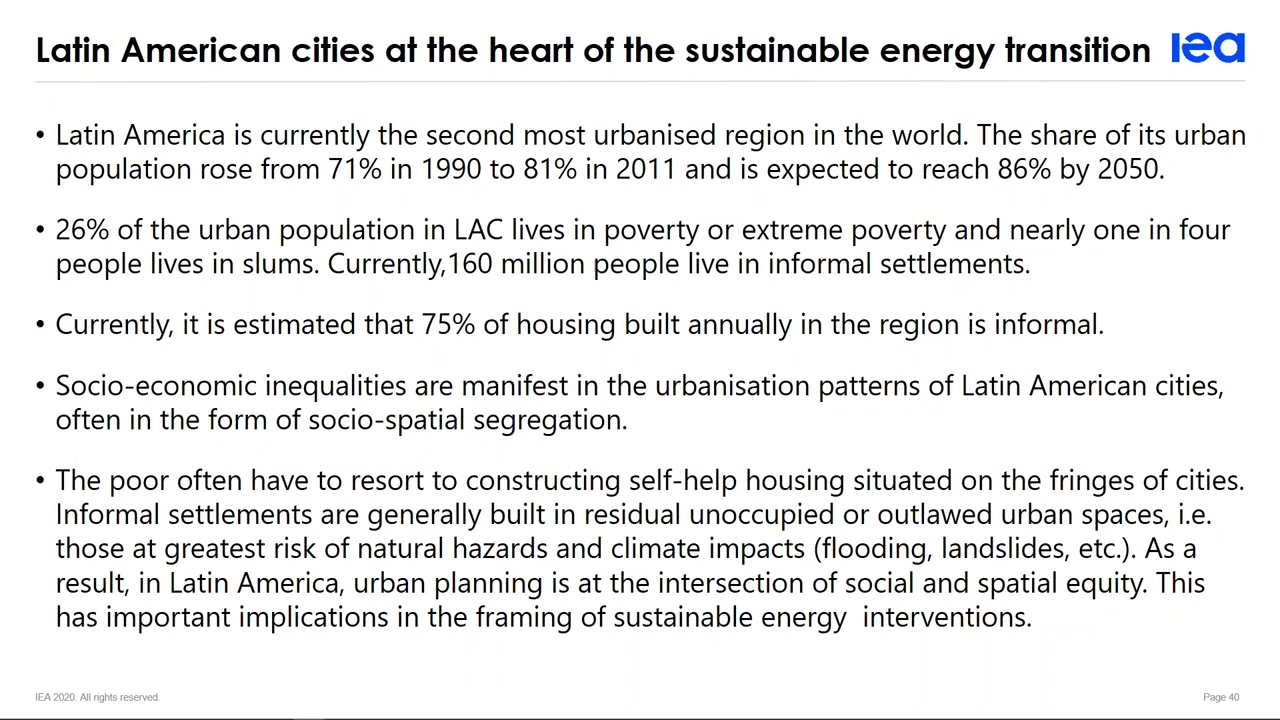 Latin American cities at the heart of the sustainable energy transition
iea
• Latin America is currently the second most urbanised region in the world. The share of its urban
population rose from 71% in 1990 to 81% in 2011 and is expected to reach 86% by 2050.
• 26% of the urban population in LAC lives in poverty or extreme poverty and nearly one in four
people lives in slums. Currently,160 million people live in informal settlements.
• Currently, it is estimated that 75% of housing built annually in the region is informal.
• Socio-economic inequalities are manifest in the urbanisation patterns of Latin American cities,
often in the form of socio-spatial segregation.
• The poor often have to resort to constructing self-help housing situated on the fringes of cities.
Informal settlements are generally built in residual unoccupied or outlawed urban spaces, i.e.
those at greatest risk of natural hazards and climate impacts (flooding, landslides, etc.). As a
result, in Latin America, urban planning is at the intersection of social and spatial equity. This
has important implications in the framing of sustainable energy  interventions.
IEA 2020. All rights reserved.
Page 40